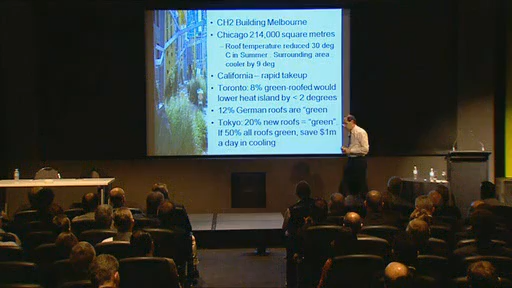 • CH2 Building Melbourne
• Chicago 214,000 square metres
– Roof temperature reduced 30 deg
C in Summer . Surrounding area
cooler by 9 deg
• California – rapid takeup
• Toronto: 8% green-roofed would
lower heat island by < 2 degrees
• 12% German roofs are "green
• Tokyo: 20% new roofs = "green".
If 50% all roofs green, save $1m
a day in cooling